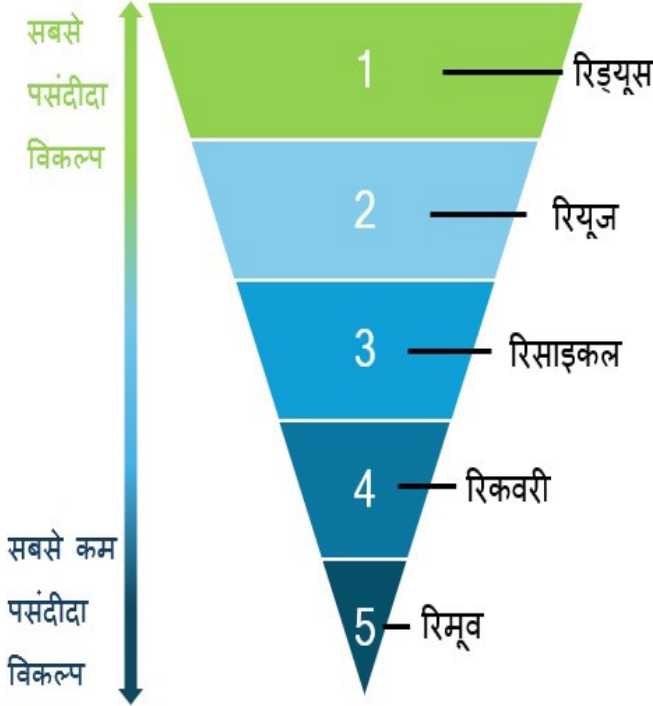 सबसे
पसंदीदा
विकल्प
1
रिड्यूस
2
रियूज
3
रिसाइकल
4
रिकवरी
5
रिमूव
सबसे कम
पसंदीदा
विकल्प